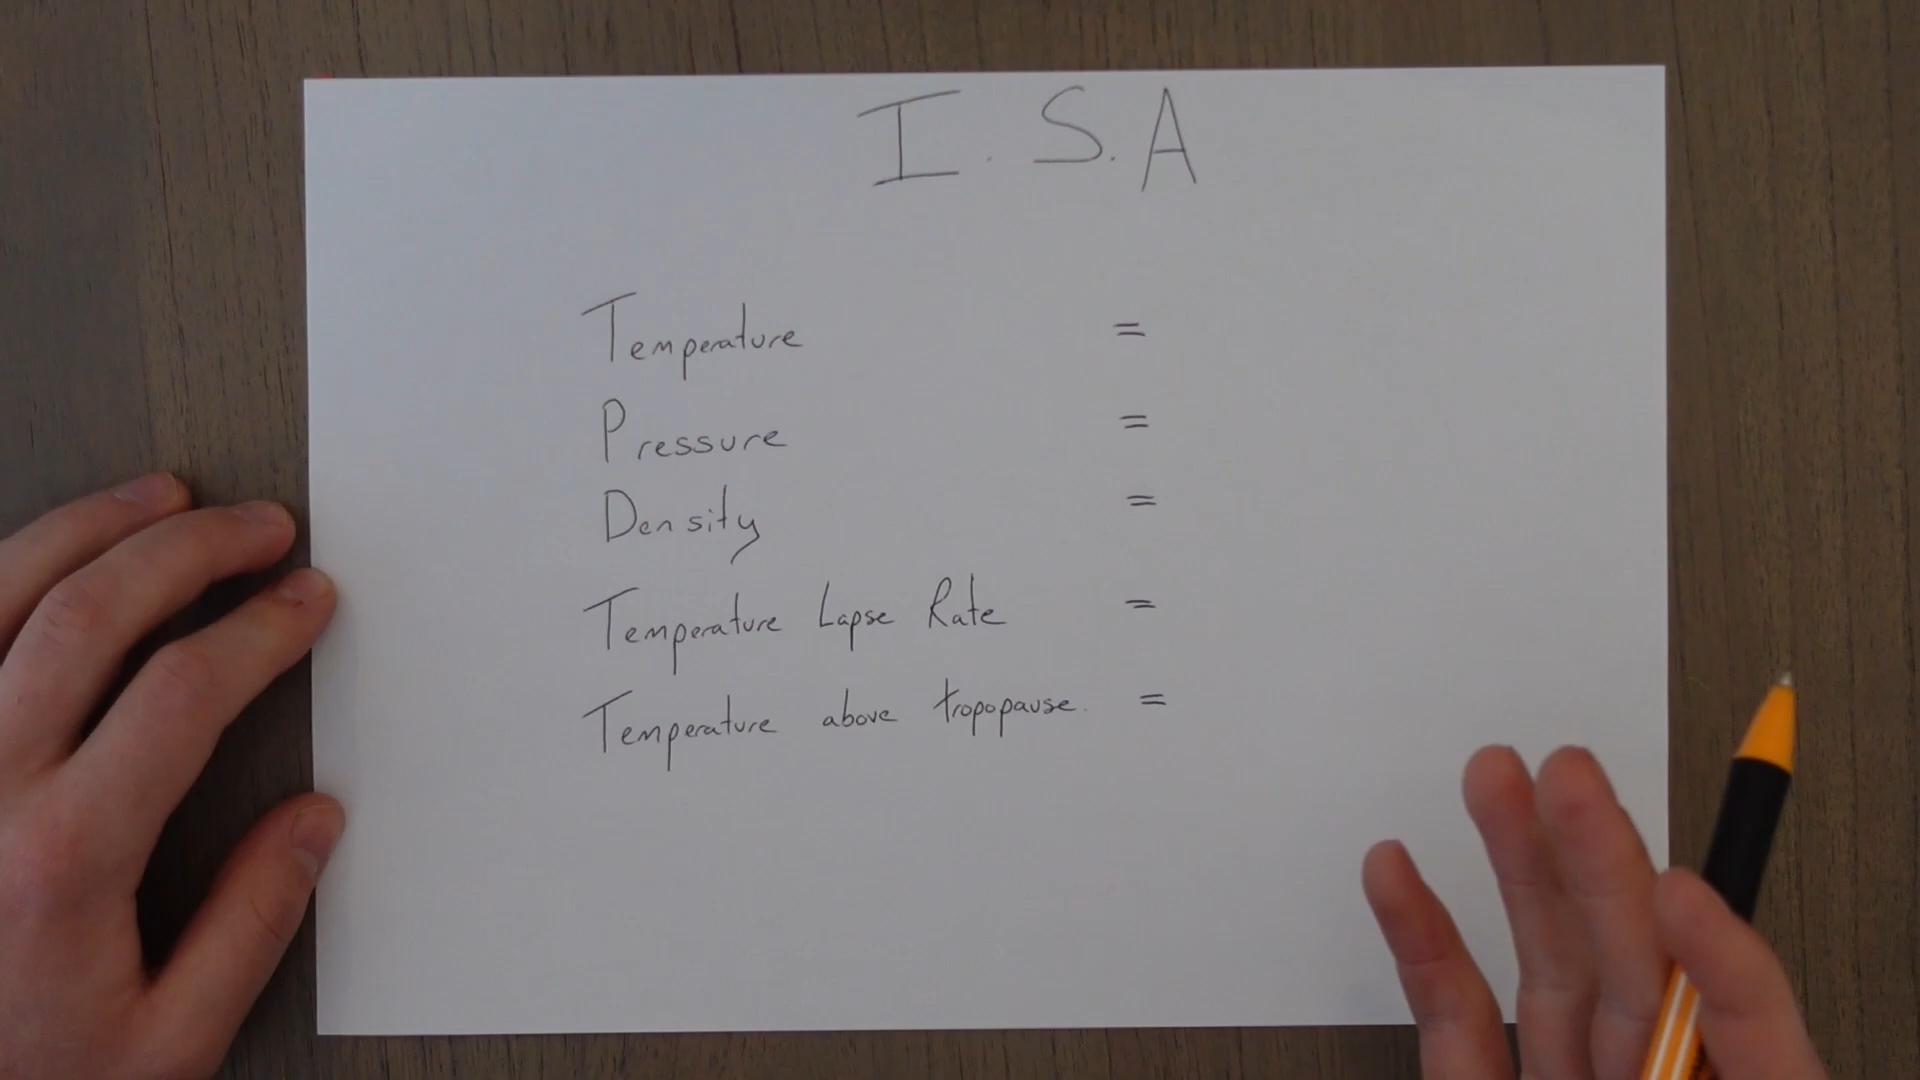 I. S. A
Temperature =
Pressure =
Density =
Temperature Lapse Rate =
Temperature above tropopause. =